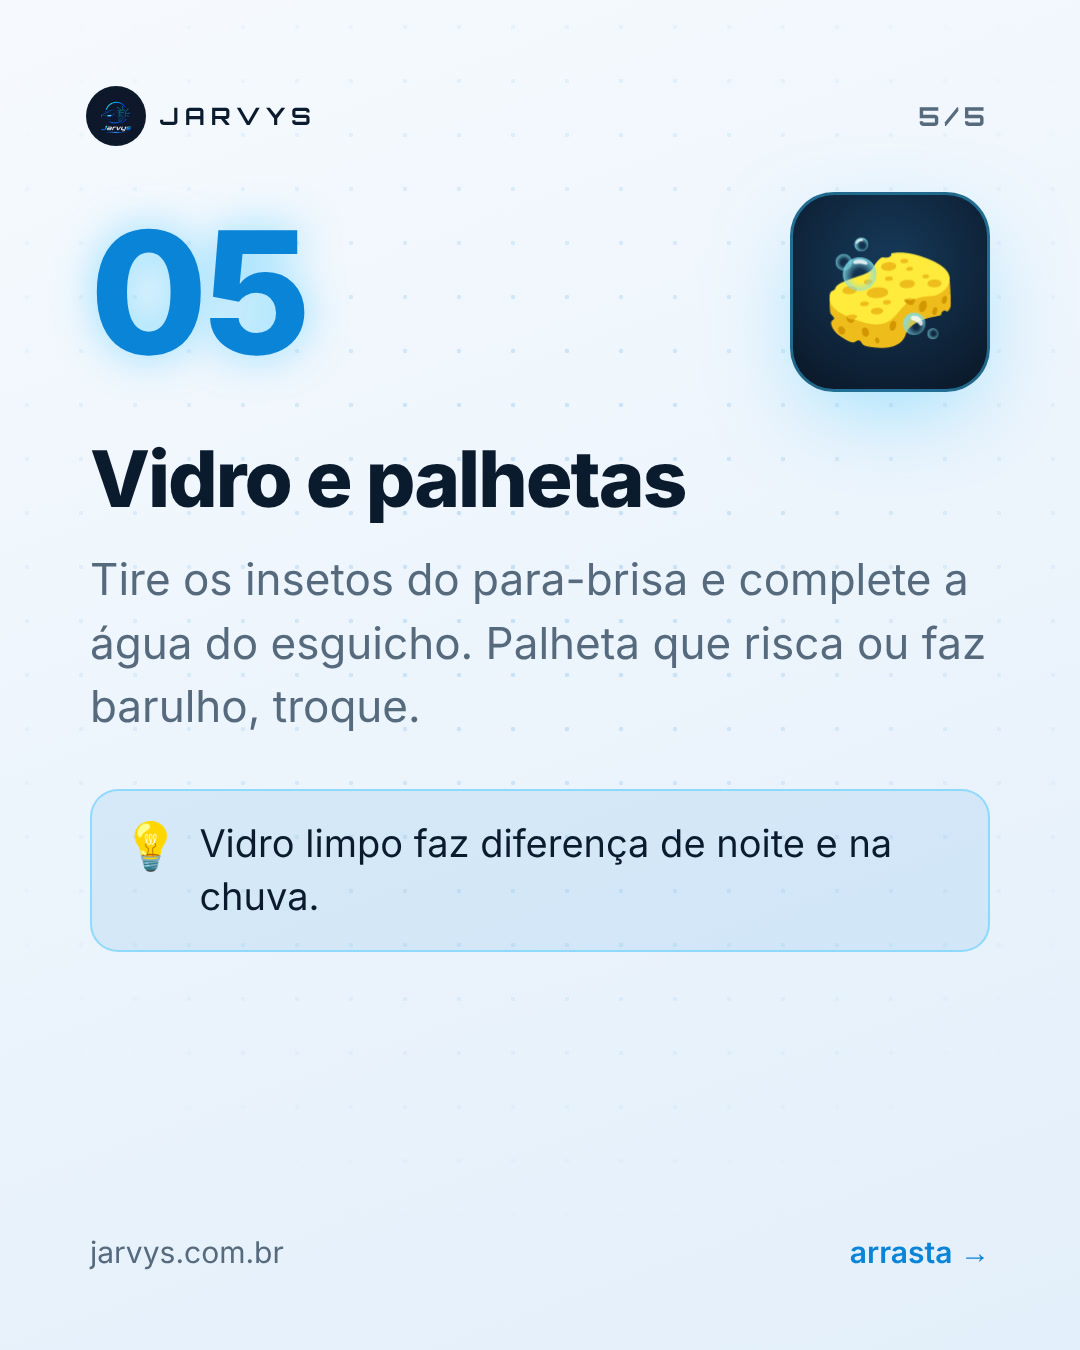 Jarvys
JARVYS
5/5
05
Vidro e palhetas
Tire os insetos do para-brisa e complete a
água do esguicho. Palheta que risca ou faz
barulho, troque.
💡 Vidro limpo faz diferença de noite e na
chuva.
jarvys.com.br
arrasta →